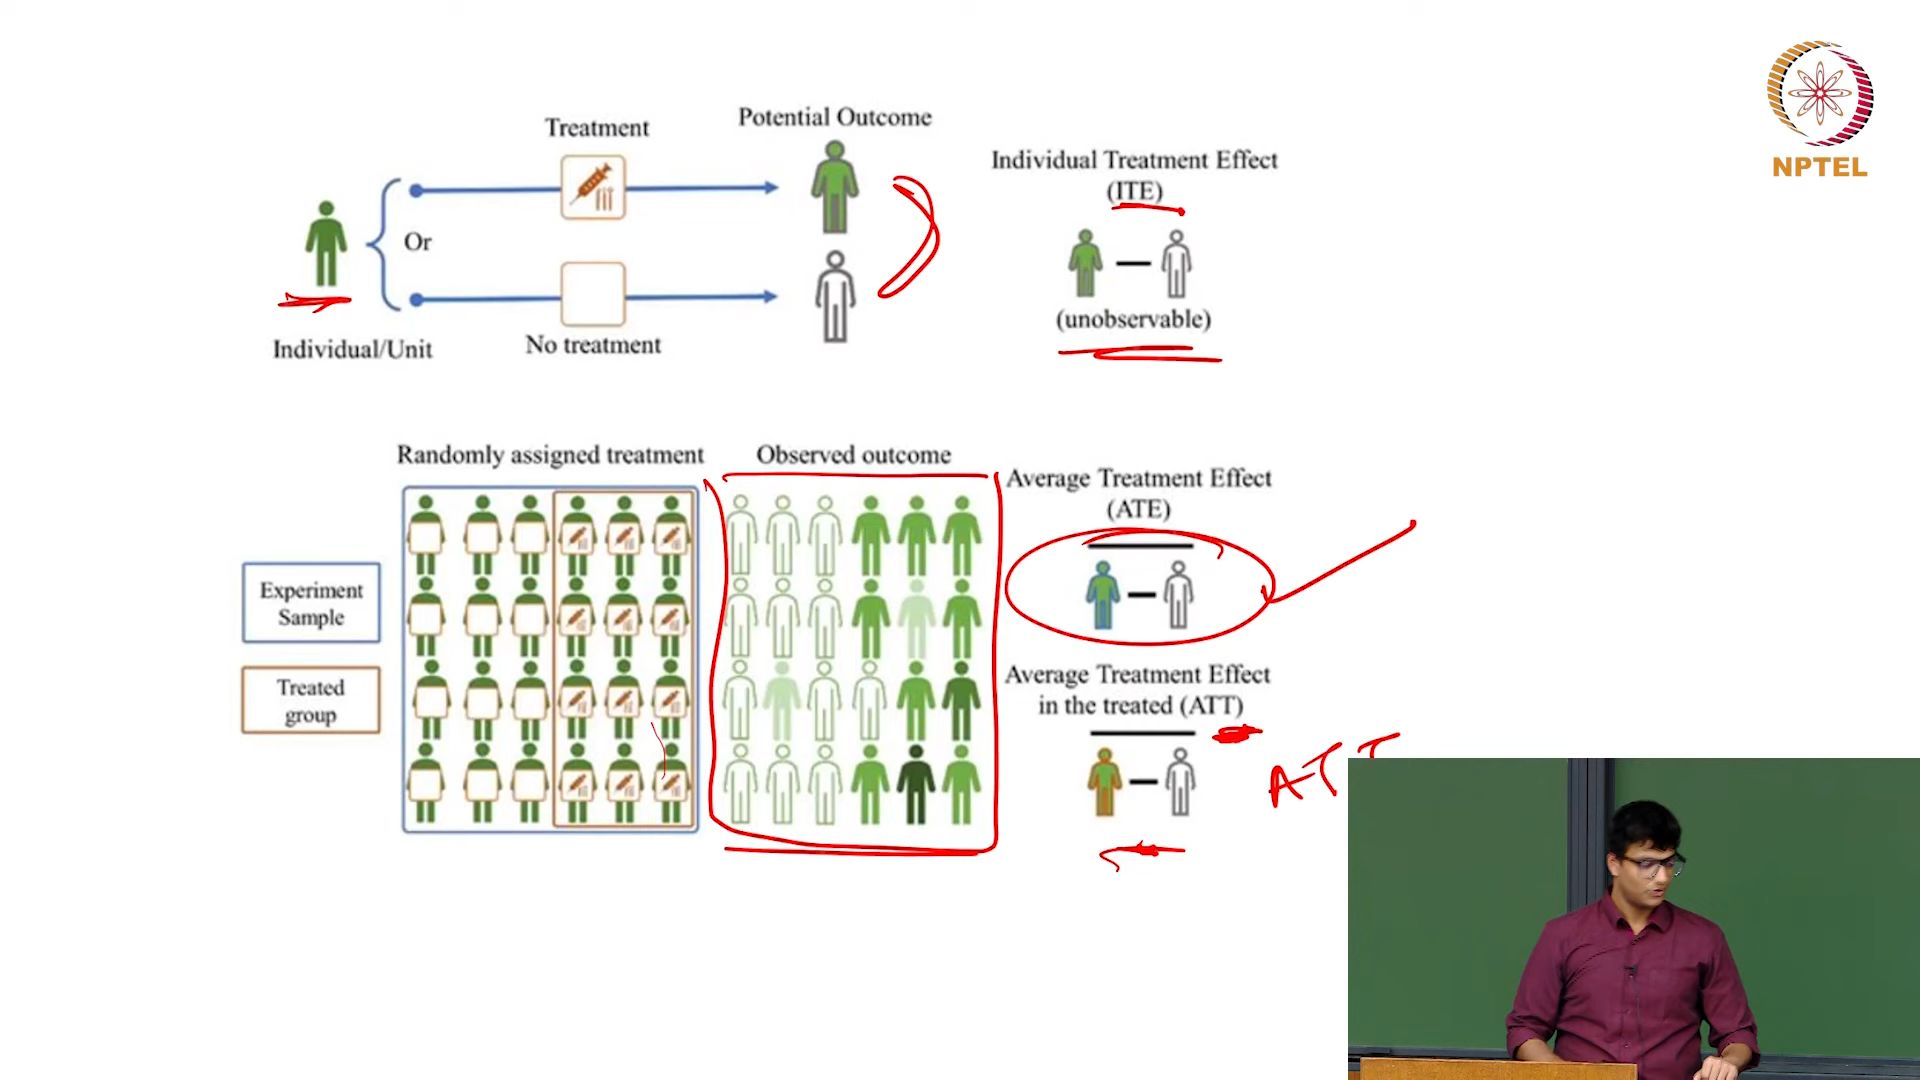 NPTEL
Treatment
Potential Outcome
Individual Treatment Effect
(ITE)
Or
(unobservable)
Individual/Unit
No treatment
Randomly assigned treatment
Observed outcome
Average Treatment Effect
(ATE)
Experiment
Sample
Treated
group
Average Treatment Effect
in the treated (ATT)
ATT